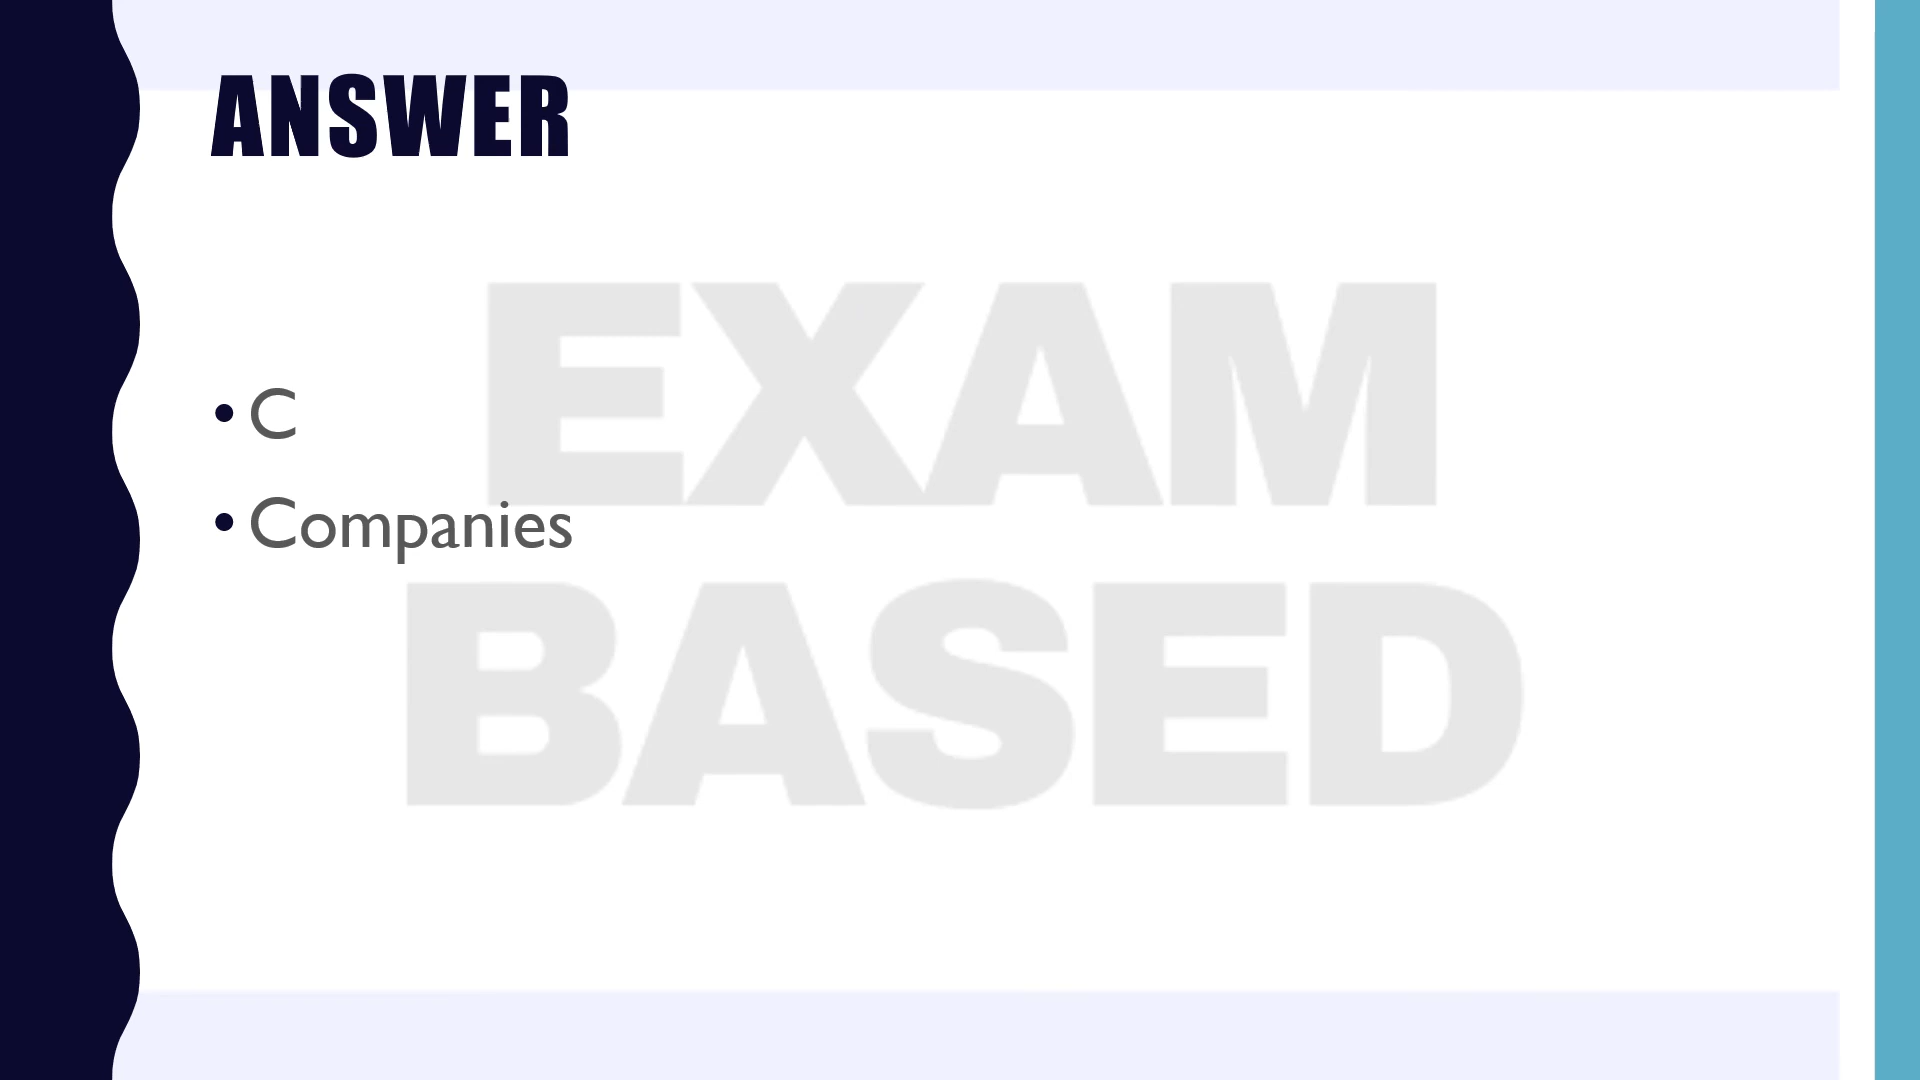 ANSWER
• C
• Companies
EXAM
BASED